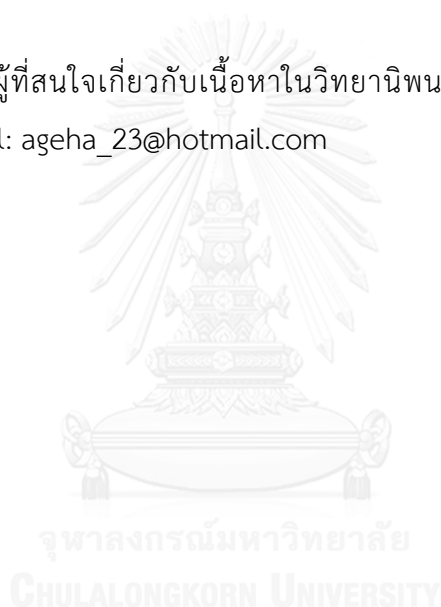 ผู้ที่สนใจเกี่ยวกับเนื้อหาในวิทยานิพน
l: ageha_23@hotmail.com
จุฬาลงกรณ์มหาวิทยาลัย
CHULALONGKORN UNIVERSITY